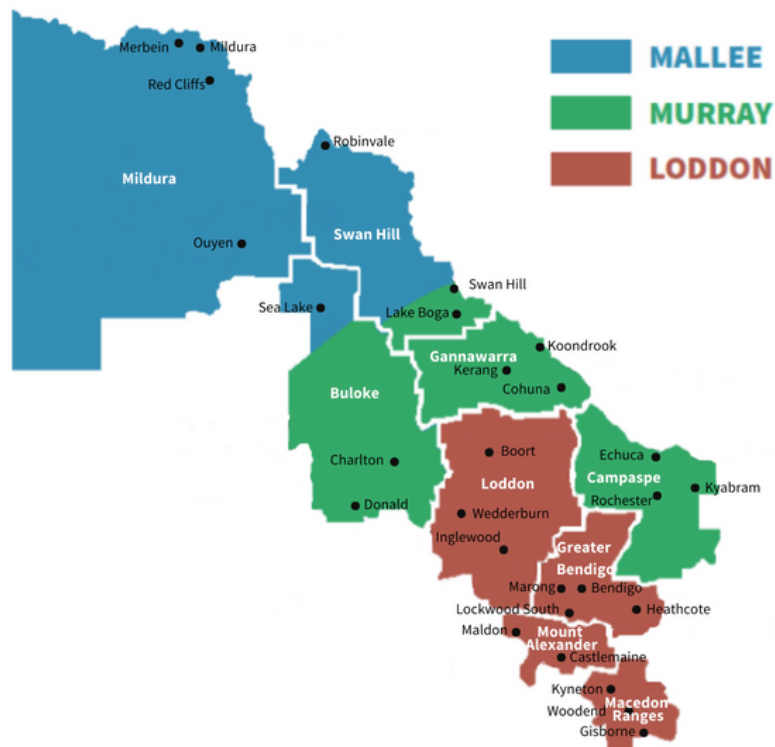 MALLEE
MURRAY
LODDON
Merbein
Mildura
Red Cliffs
Robinvale
Mildura
Swan Hill
Ouyen
Swan Hill
Sea Lake
Lake Boga
Koondrook
Gannawarra
Kerang
Cohuna
Buloke
Boort
Echuca
Charlton
Campaspe
Loddon
Kyabram
Rochester
Donald
Wedderburn
Inglewood
Greater
Bendigo
Marong
Bendigo
Lockwood South
Heathcote
Maldon
Mount
Alexander
Castlemaine
Kyneton
Macedon
Ranges
Woodend
Gisborne